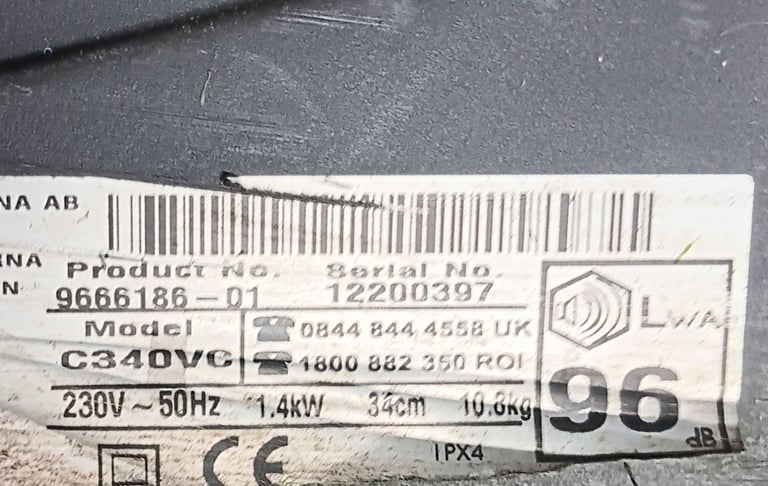 NA AB
Product No. Serial No.
9666186-01 12200397
Model
0844 844 4558 UK
C340VC
1800 882 350 ROI
230V~50Hz 1.4kW 34cm 10.8kg
LWA
96
dB
CE
IPX4